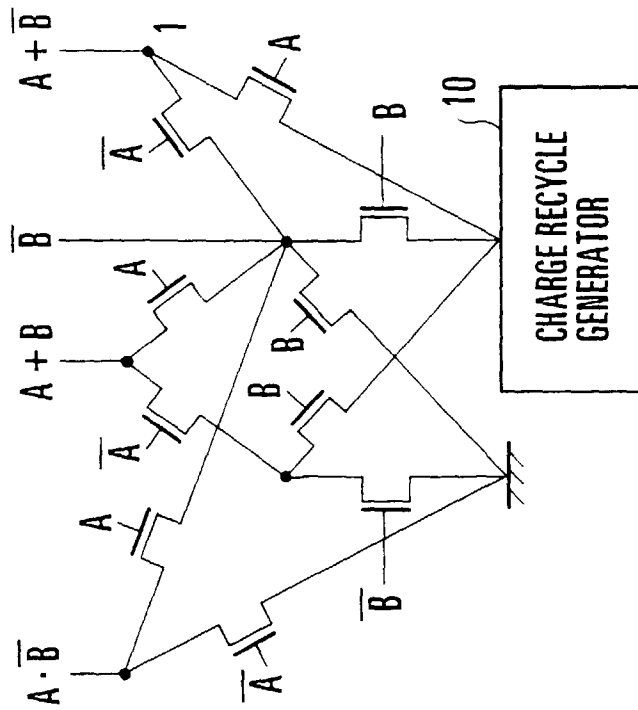 A · B̅
A + B
B̅
A + B̅
1
A
A̅
A
A̅
A
A̅
B
B
B̅
B
10
CHARGE RECYCLE
GENERATOR